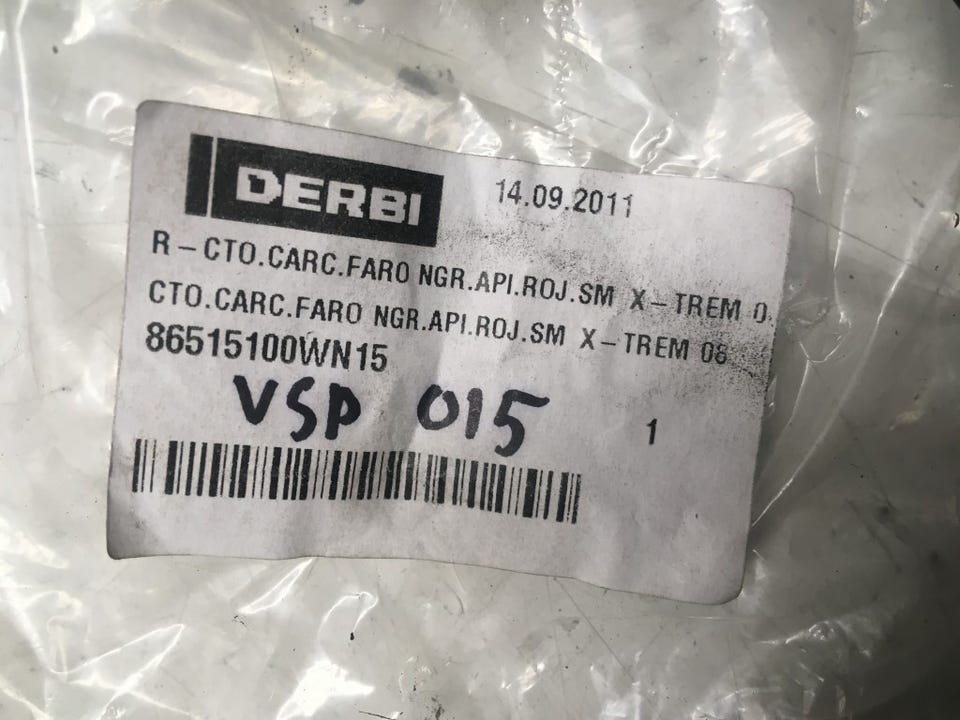 DERBI 14.09.2011
R-CTO.CARC.FARO NGR.API.ROJ.SM X-TREM 0
CTO.CARC.FARO NGR.API.ROJ.SM X-TREM 08
86515100WN15
VSP 015
1